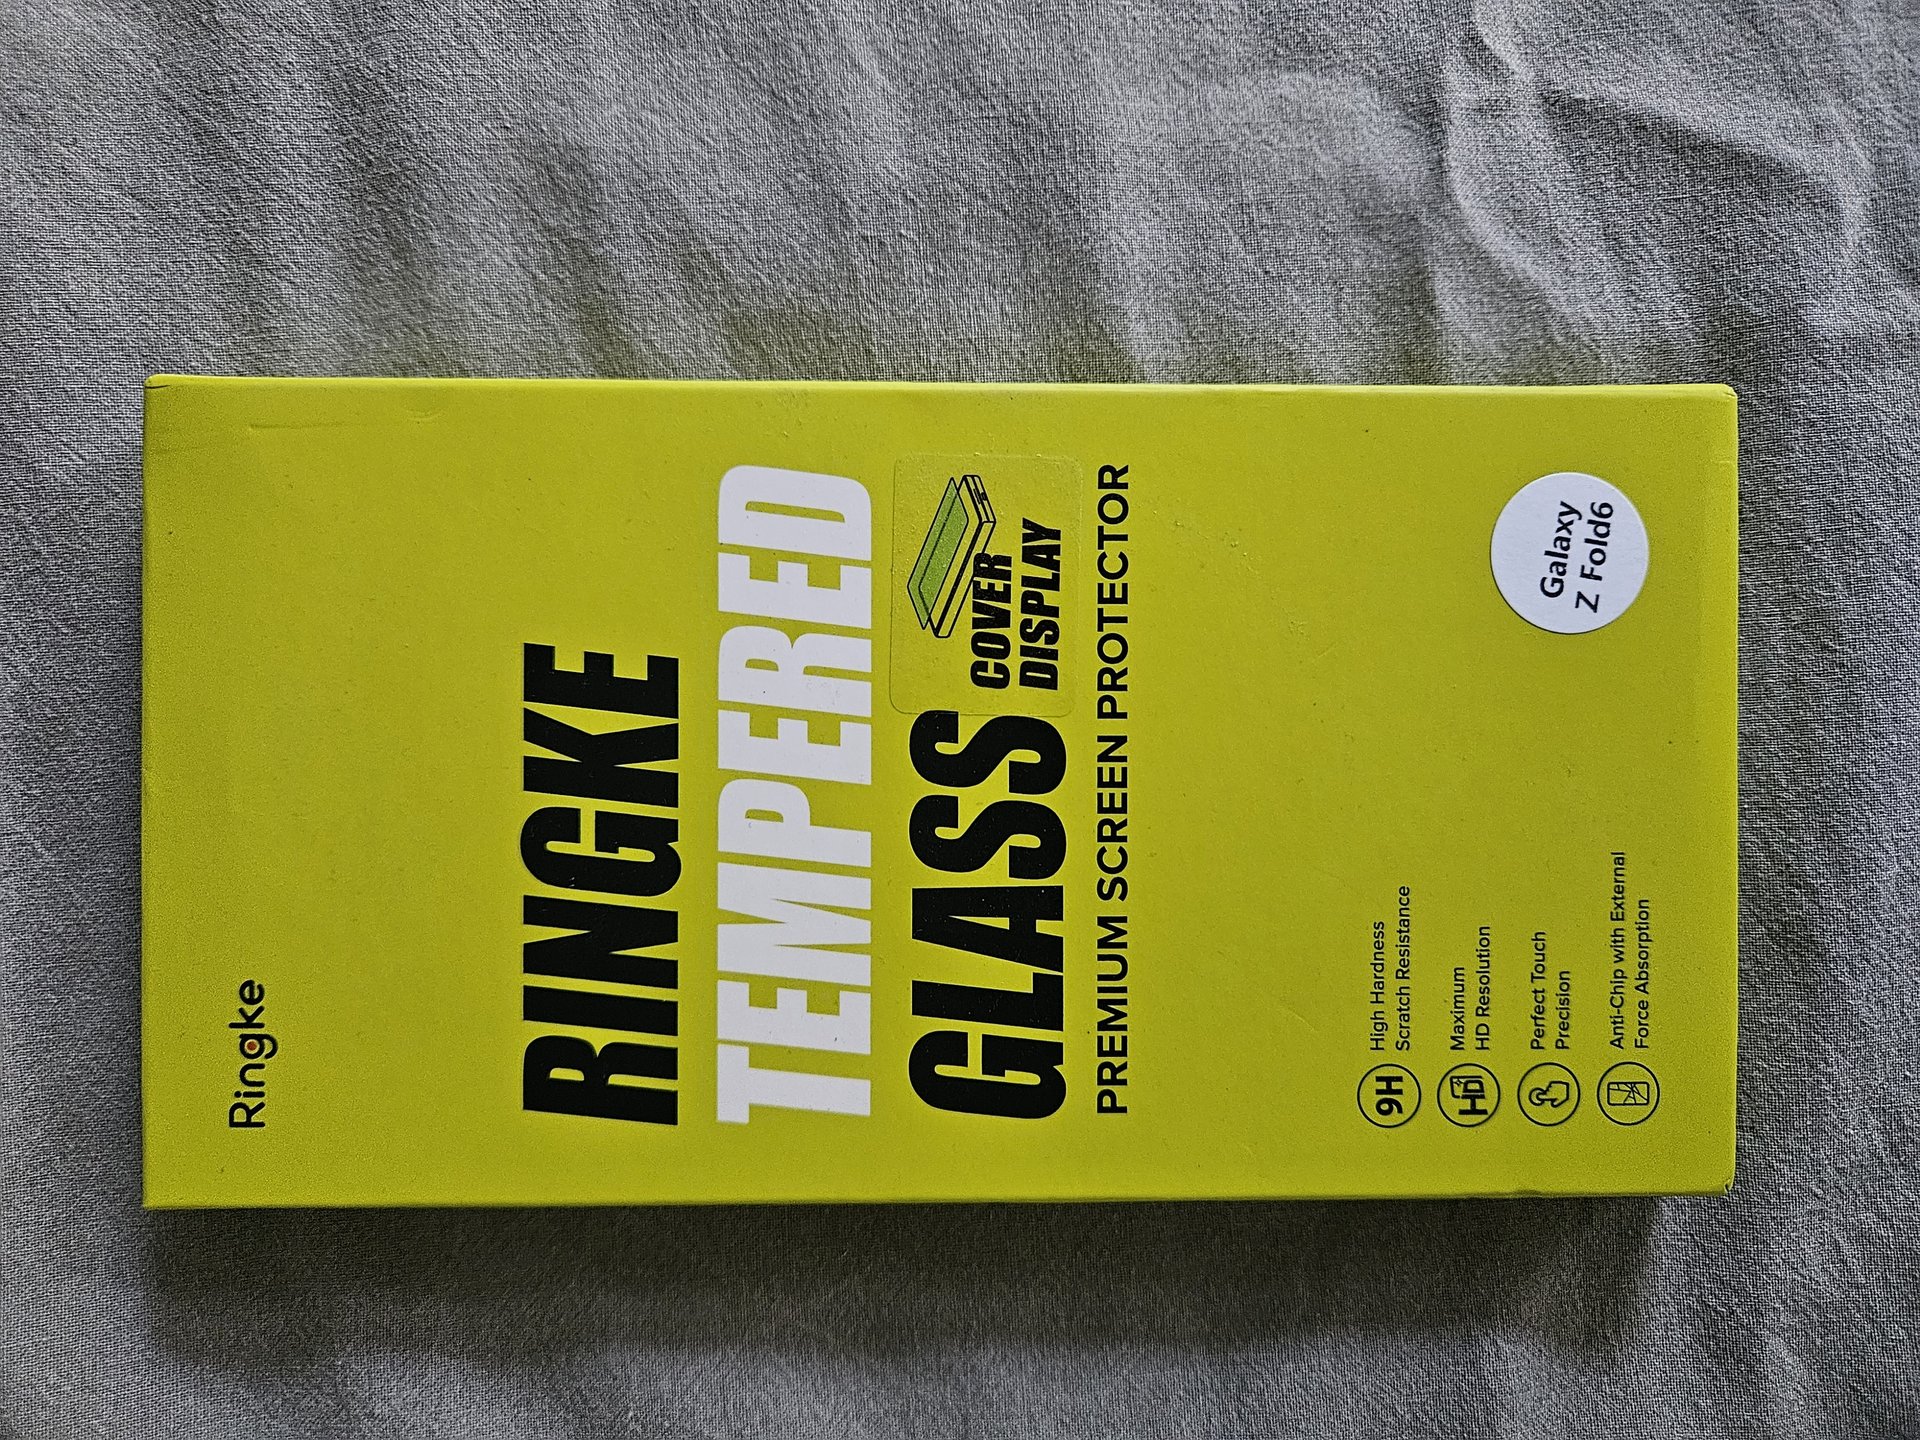 Ringke
RINGKE
TEMPERED
GLASS
COVER
DISPLAY
PREMIUM SCREEN PROTECTOR
9H
High Hardness
Scratch Resistance
HD
Maximum
HD Resolution
Perfect Touch
Precision
Anti-Chip with External
Force Absorption
Galaxy
Z Fold6